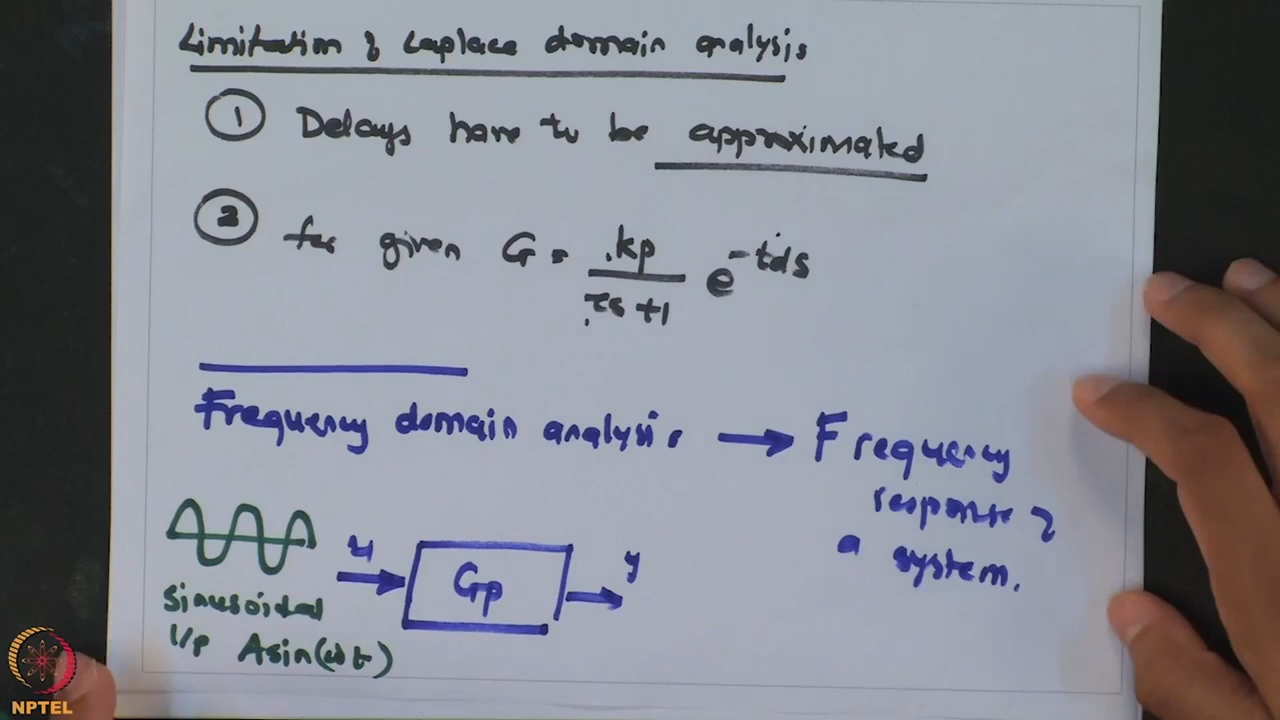 Limitation of Laplace domain analysis
① Delays have to be approximated
② for given G = kp / τs + 1 e^-tds
Frequency domain analysis → Frequency
response of
a system.
u
Gp
y
Sinusoidal
i/p Asin(ωt)
NPTEL